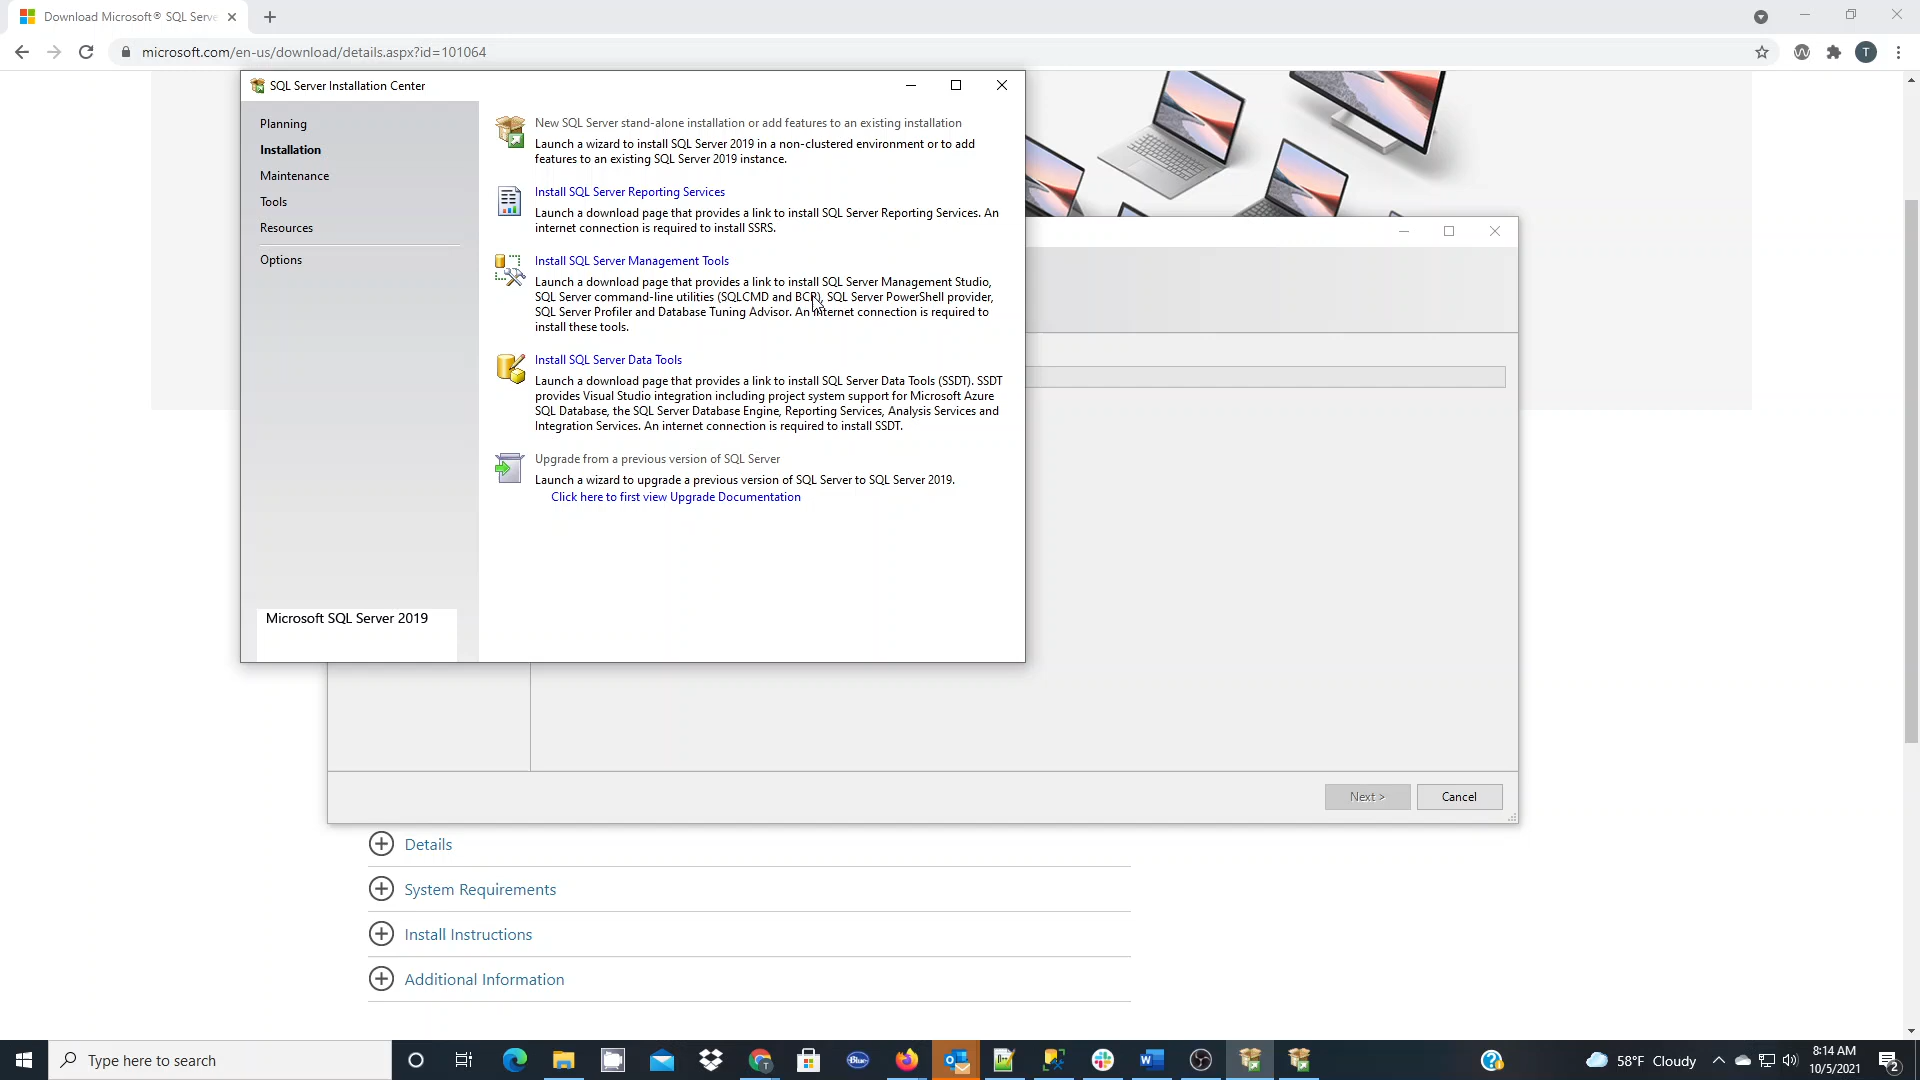 Download Microsoft® SQL Serve
microsoft.com/en-us/download/details.aspx?id=101064
T
SQL Server Installation Center
Planning
Installation
Maintenance
Tools
Resources
Options
Microsoft SQL Server 2019
New SQL Server stand-alone installation or add features to an existing installation
Launch a wizard to install SQL Server 2019 in a non-clustered environment or to add
features to an existing SQL Server 2019 instance.
Install SQL Server Reporting Services
Launch a download page that provides a link to install SQL Server Reporting Services. An
internet connection is required to install SSRS.
Install SQL Server Management Tools
Launch a download page that provides a link to install SQL Server Management Studio,
SQL Server command-line utilities (SQLCMD and BCP), SQL Server PowerShell provider,
SQL Server Profiler and Database Tuning Advisor. An internet connection is required to
install these tools.
Install SQL Server Data Tools
Launch a download page that provides a link to install SQL Server Data Tools (SSDT). SSDT
provides Visual Studio integration including project system support for Microsoft Azure
SQL Database, the SQL Server Database Engine, Reporting Services, Analysis Services and
Integration Services. An internet connection is required to install SSDT.
Upgrade from a previous version of SQL Server
Launch a wizard to upgrade a previous version of SQL Server to SQL Server 2019.
Click here to first view Upgrade Documentation
Next >
Cancel
Details
System Requirements
Install Instructions
Additional Information
Type here to search
Blue
58°F Cloudy
8:14 AM
10/5/2021
2